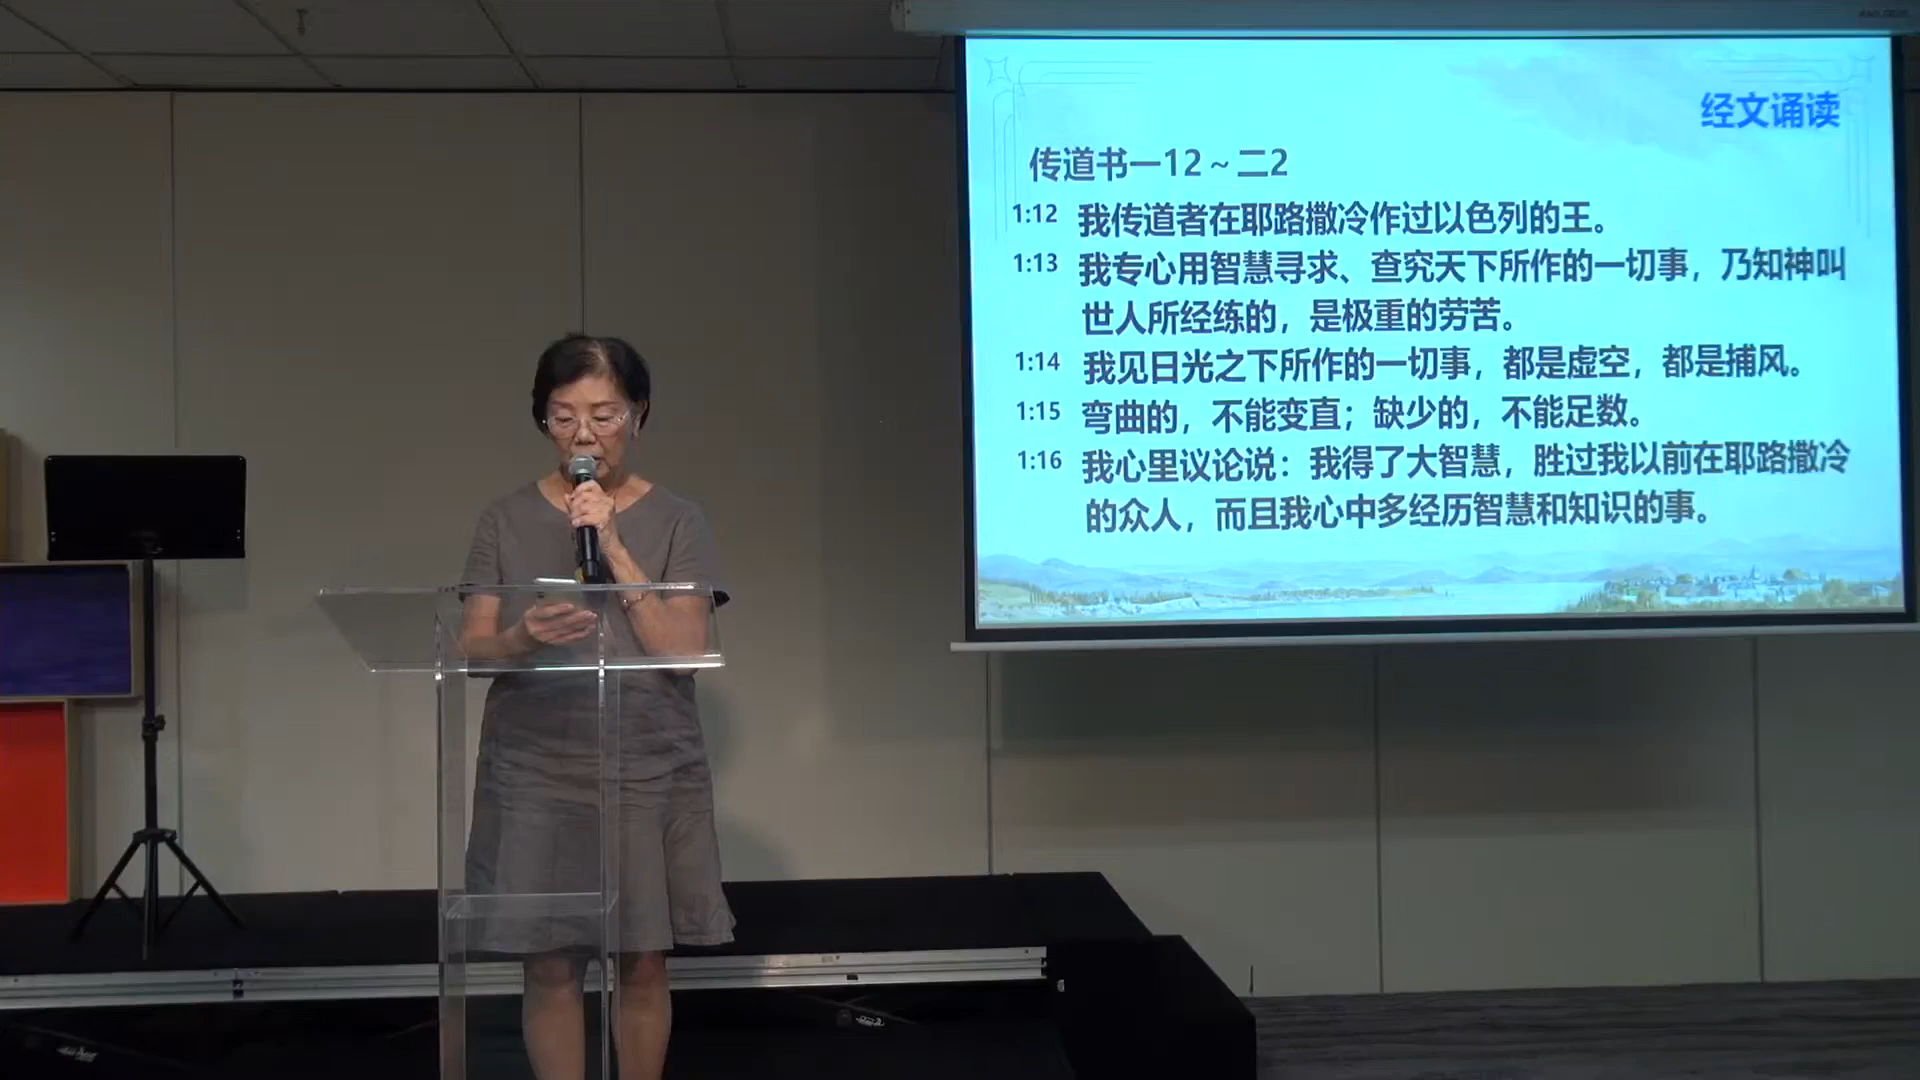 经文诵读
传道书一12～二2
1:12 我传道者在耶路撒冷作过以色列的王。
1:13 我专心用智慧寻求、查究天下所作的一切事，乃知神叫
世人所经练的，是极重的劳苦。
1:14 我见日光之下所作的一切事，都是虚空，都是捕风。
1:15 弯曲的，不能变直；缺少的，不能足数。
1:16 我心里议论说：我得了大智慧，胜过我以前在耶路撒冷
的众人，而且我心中多经历智慧和知识的事。